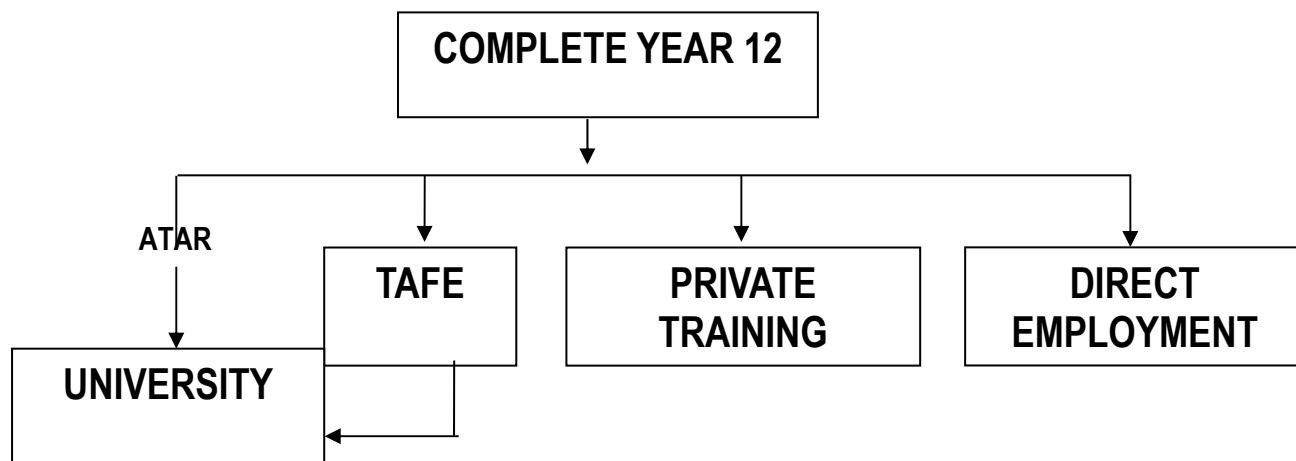 COMPLETE YEAR 12
ATAR
TAFE
PRIVATE
TRAINING
DIRECT
EMPLOYMENT
UNIVERSITY